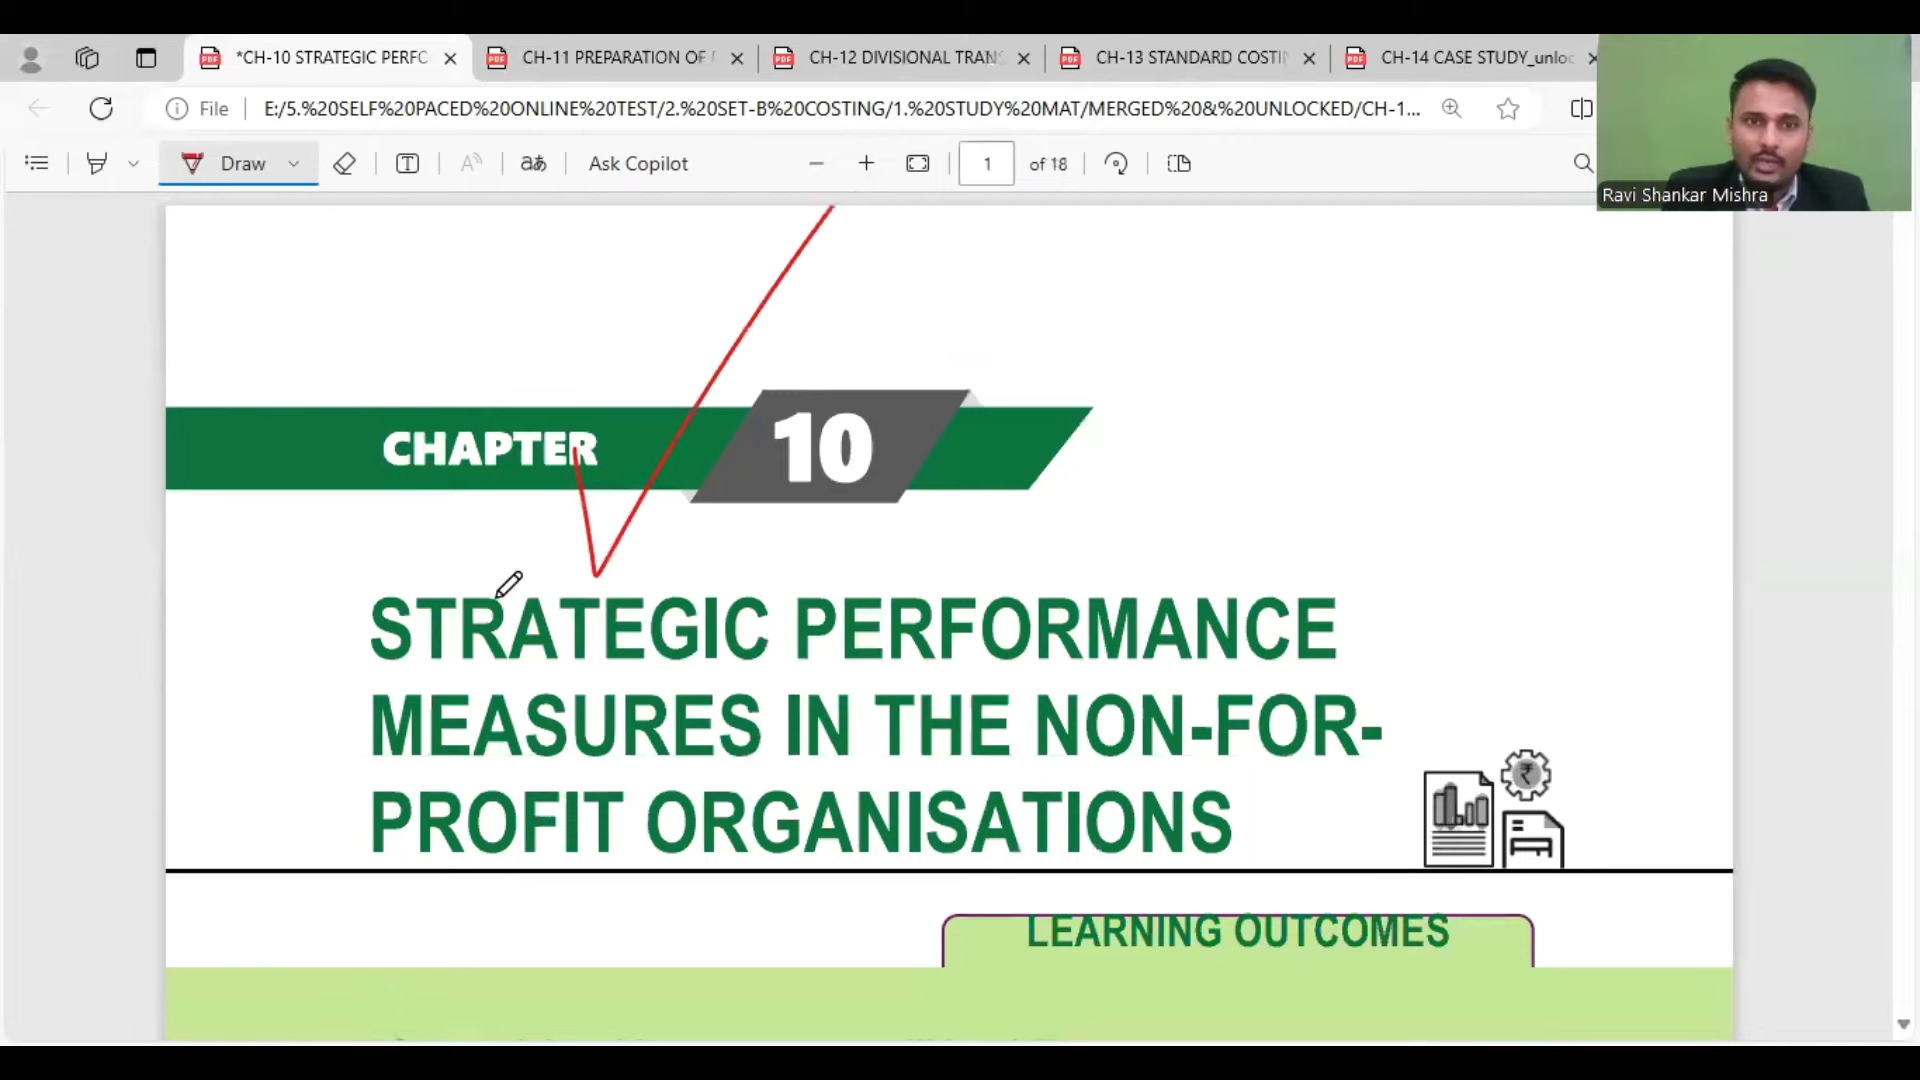 *CH-10 STRATEGIC PERFC
CH-11 PREPARATION OF
CH-12 DIVISIONAL TRAN
CH-13 STANDARD COSTI
CH-14 CASE STUDY_unlo
File
E:/5.%20SELF%20PACED%20ONLINE%20TEST/2.%20SET-B%20COSTING/1.%20STUDY%20MAT/MERGED%20&%20UNLOCKED/CH-1...
Draw
Ask Copilot
1
of 18
Ravi Shankar Mishra
CHAPTER 10
STRATEGIC PERFORMANCE
MEASURES IN THE NON-FOR-
PROFIT ORGANISATIONS
LEARNING OUTCOMES